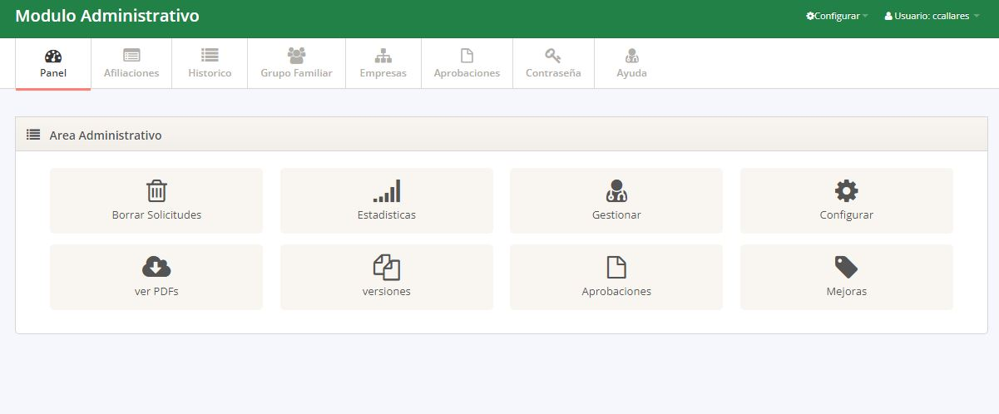 Modulo Administrativo
Configurar
Usuario: ccallares
Panel
Afiliaciones
Historico
Grupo Familiar
Empresas
Aprobaciones
Contraseña
Ayuda
Area Administrativo
Borrar Solicitudes
Estadisticas
Gestionar
Configurar
ver PDFs
versiones
Aprobaciones
Mejoras